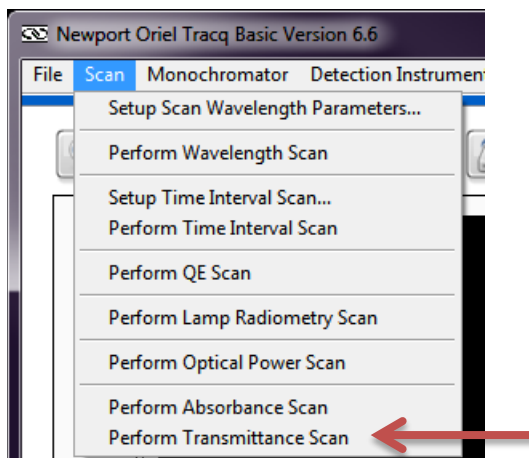 Newport Oriel Tracq Basic Version 6.6
File Scan Monochromator Detection Instrumen
Setup Scan Wavelength Parameters...
Perform Wavelength Scan
Setup Time Interval Scan...
Perform Time Interval Scan
Perform QE Scan
Perform Lamp Radiometry Scan
Perform Optical Power Scan
Perform Absorbance Scan
Perform Transmittance Scan